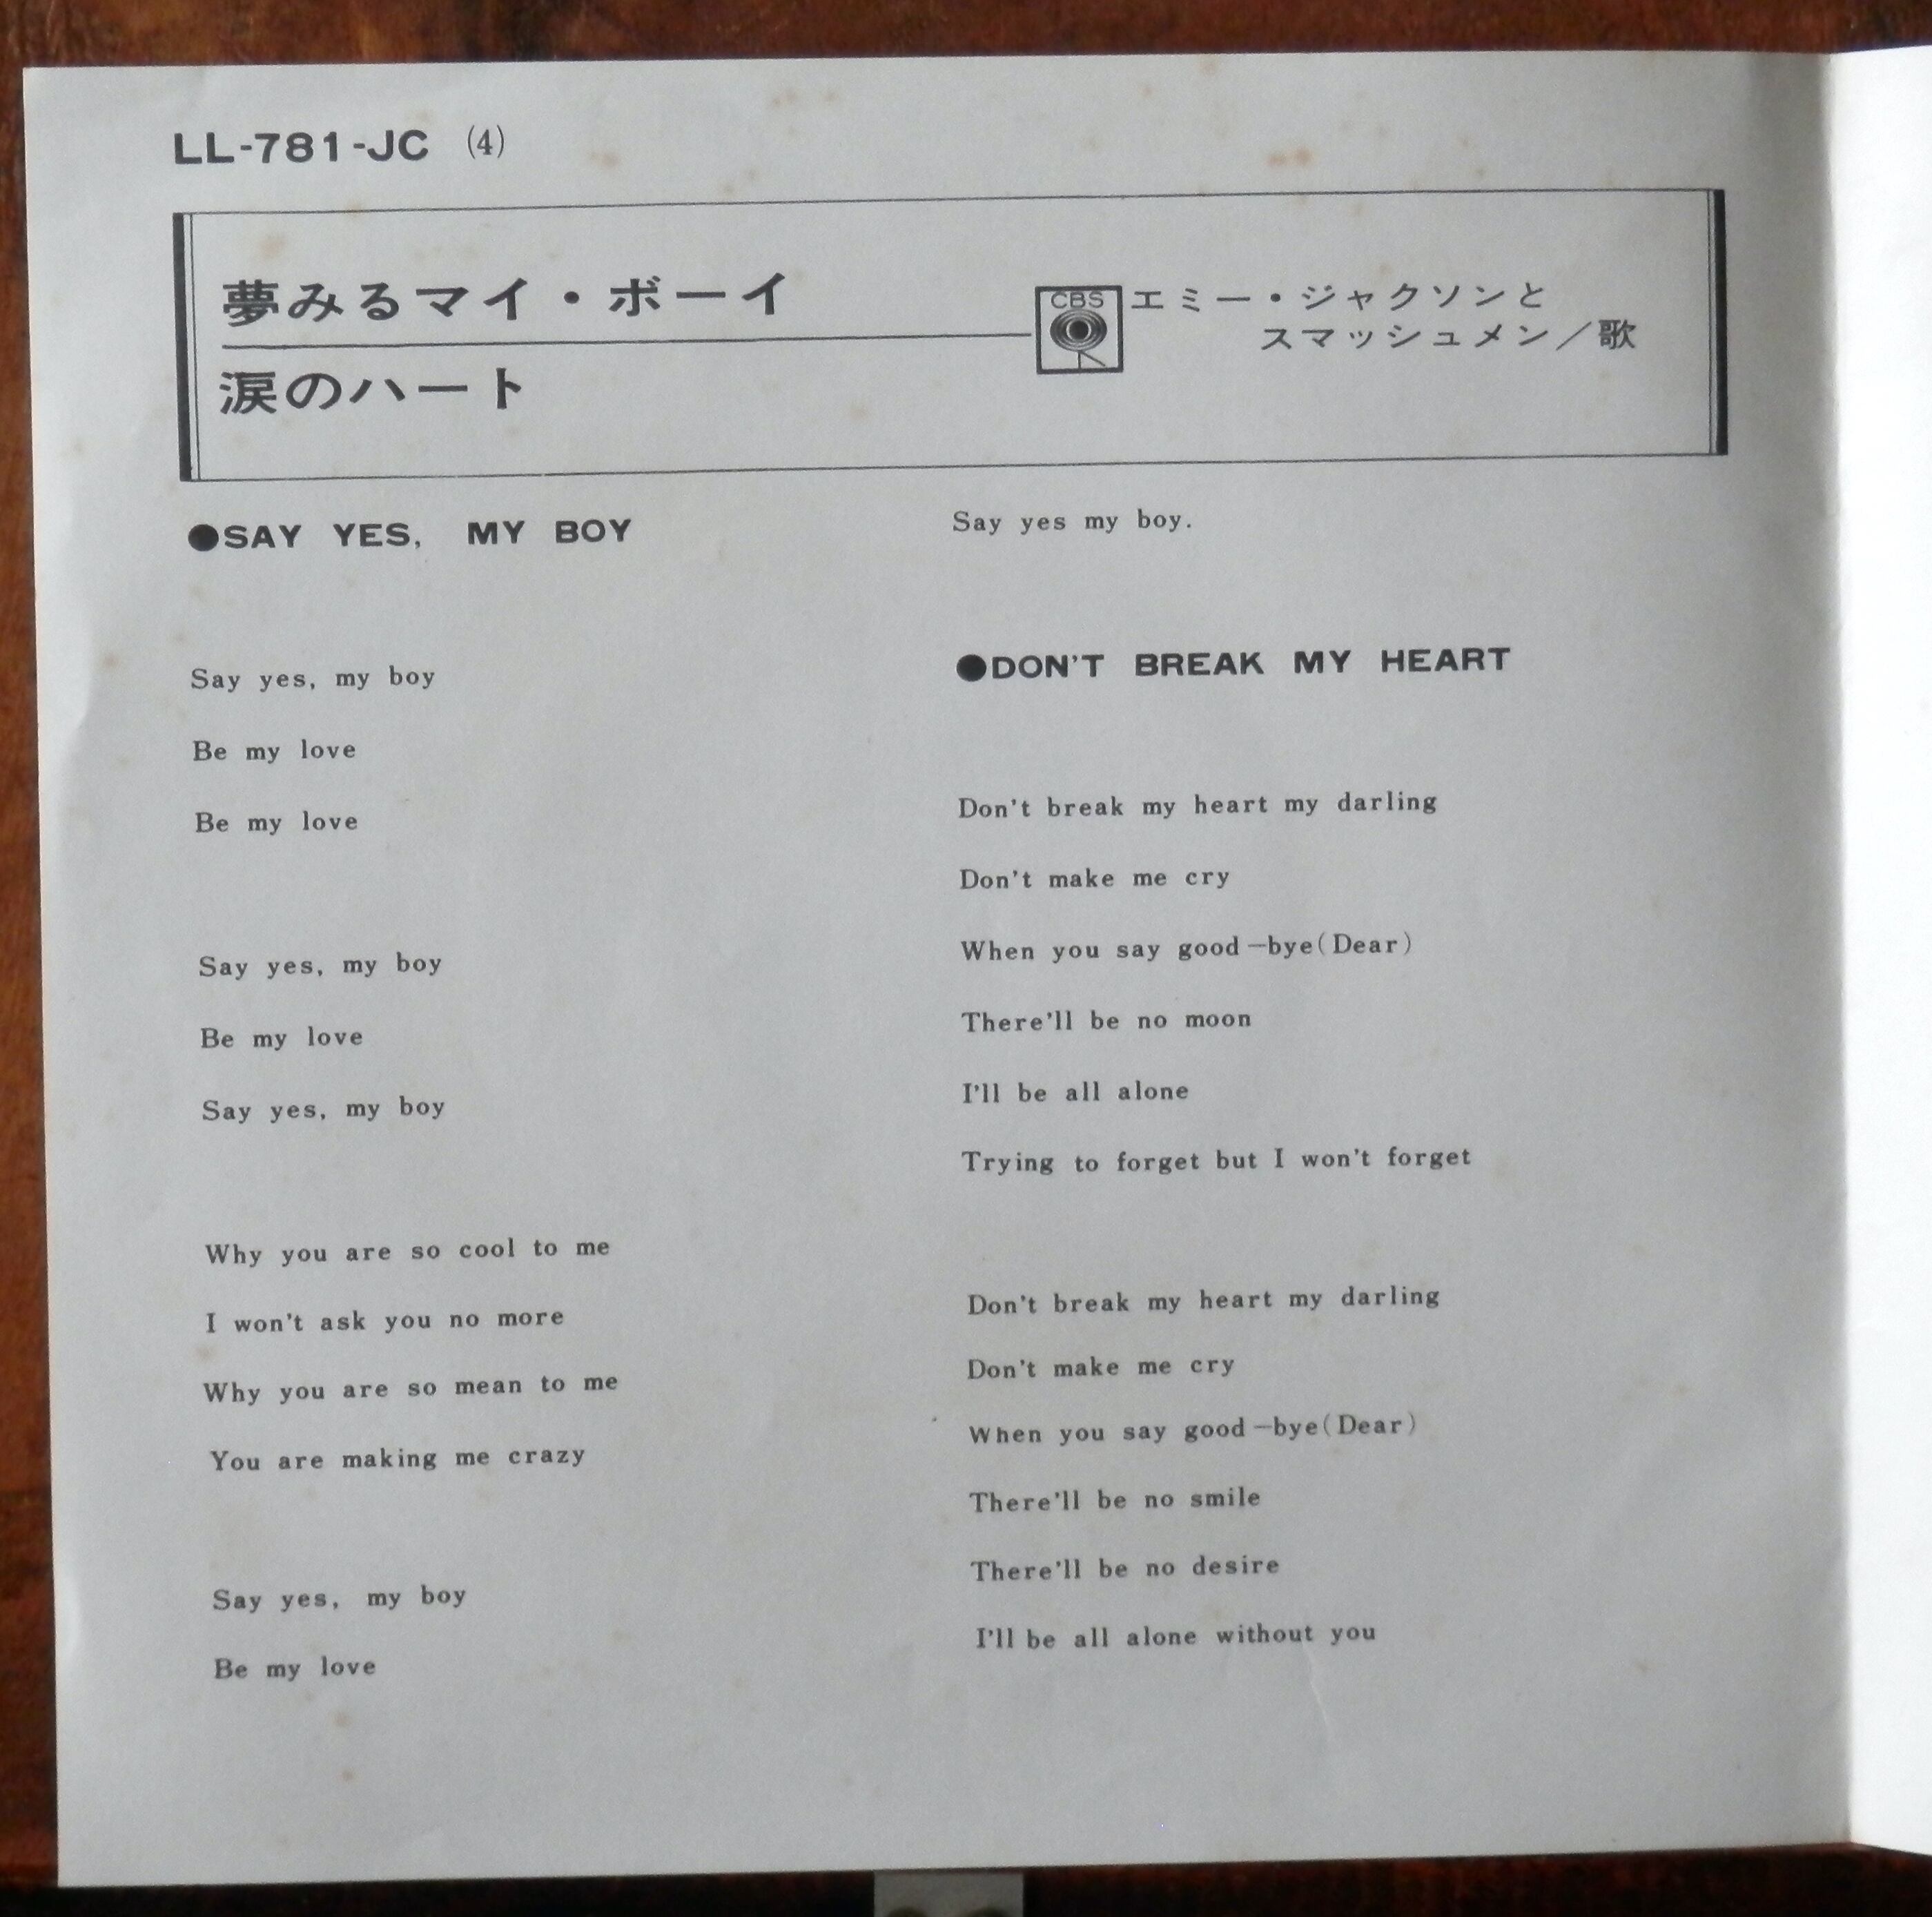 LL-781-JC (4)
夢みるマイ・ボーイ
涙のハート
CBS
エミー・ジャクソンと
スマッシュメン／歌
●SAY YES, MY BOY
Say yes, my boy
Be my love
Be my love
Say yes, my boy
Be my love
Say yes, my boy
Why you are so cool to me
I won't ask you no more
Why you are so mean to me
You are making me crazy
Say yes, my boy
Be my love
Say yes my boy.
●DON'T BREAK MY HEART
Don't break my heart my darling
Don't make me cry
When you say good-bye(Dear)
There'll be no moon
I'll be all alone
Trying to forget but I won't forget
Don't break my heart my darling
Don't make me cry
When you say good-bye(Dear)
There'll be no smile
There'll be no desire
I'll be all alone without you